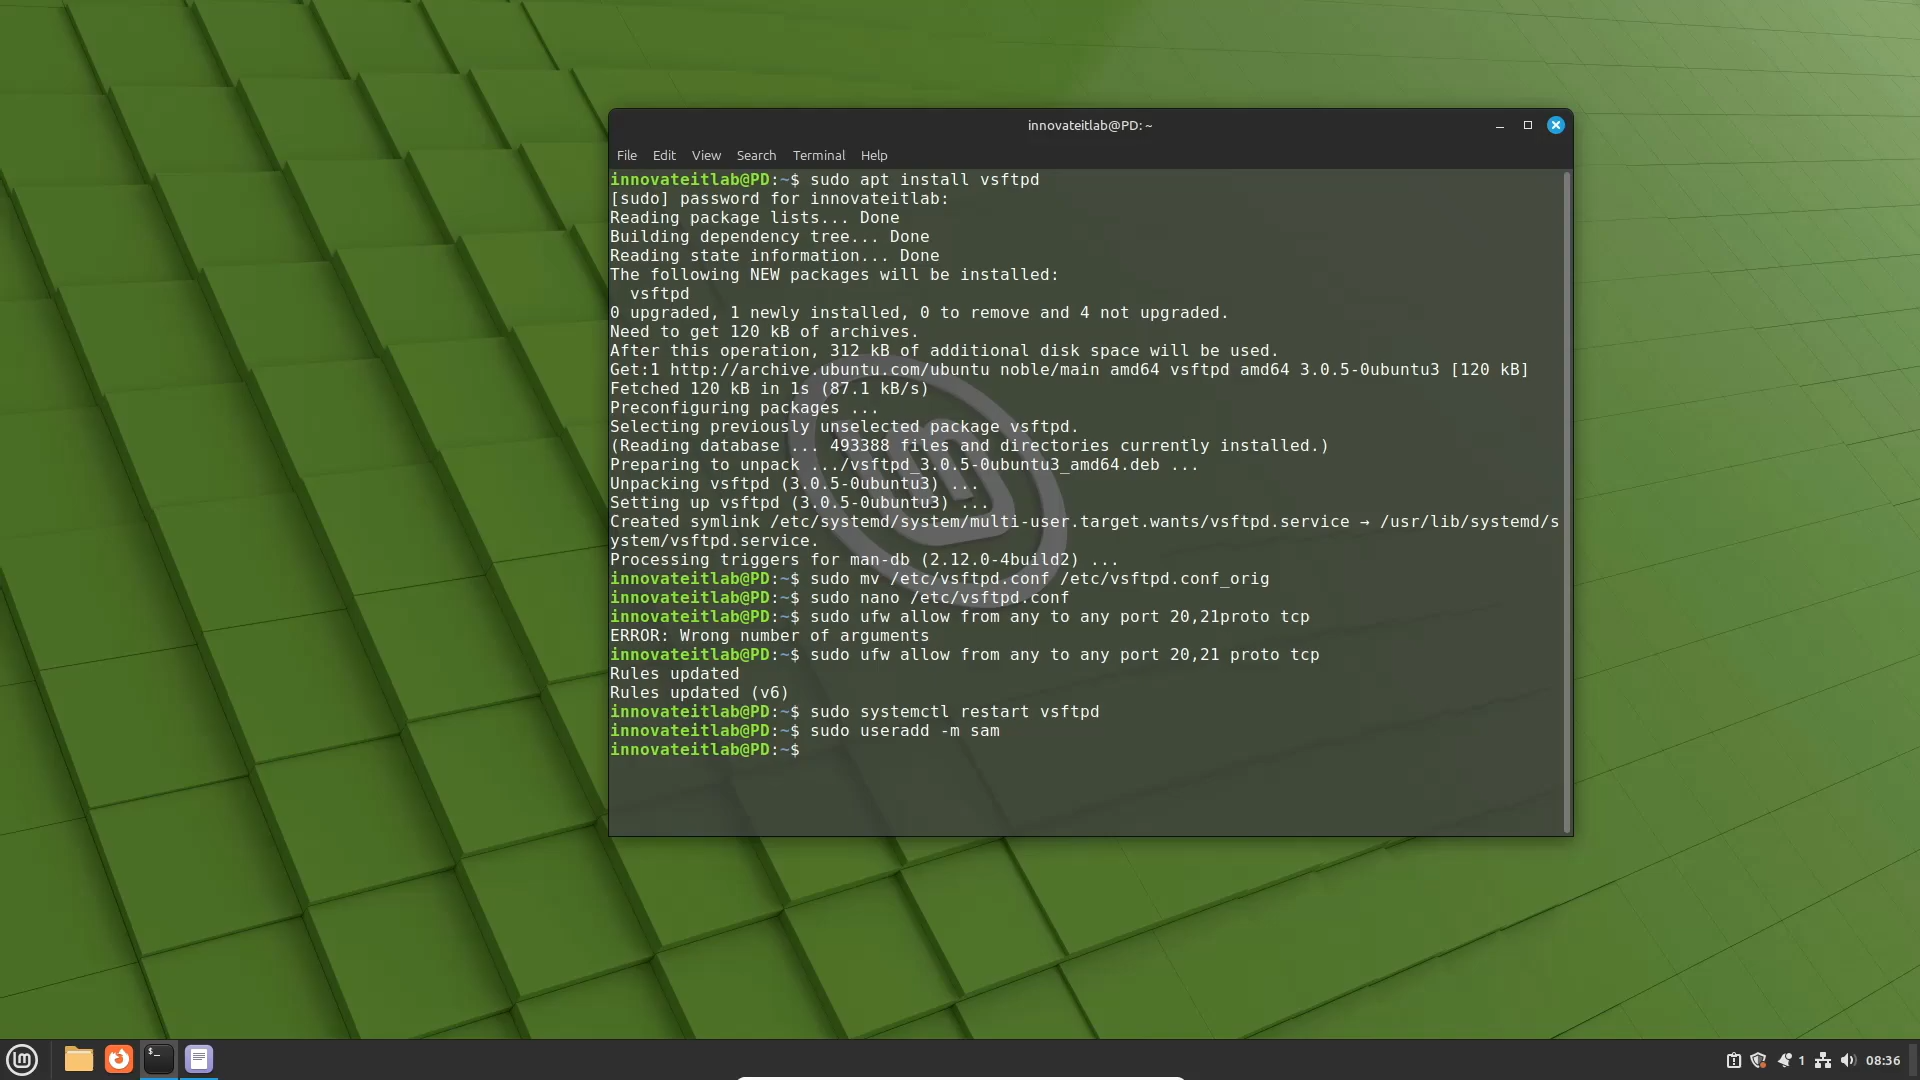 innovateitlab@PD: ~
File Edit View Search Terminal Help
innovateitlab@PD:~$ sudo apt install vsftpd
[sudo] password for innovateitlab:
Reading package lists... Done
Building dependency tree... Done
Reading state information... Done
The following NEW packages will be installed:
  vsftpd
0 upgraded, 1 newly installed, 0 to remove and 4 not upgraded.
Need to get 120 kB of archives.
After this operation, 312 kB of additional disk space will be used.
Get:1 http://archive.ubuntu.com/ubuntu noble/main amd64 vsftpd amd64 3.0.5-0ubuntu3 [120 kB]
Fetched 120 kB in 1s (87.1 kB/s)
Preconfiguring packages ...
Selecting previously unselected package vsftpd.
(Reading database ... 493388 files and directories currently installed.)
Preparing to unpack .../vsftpd_3.0.5-0ubuntu3_amd64.deb ...
Unpacking vsftpd (3.0.5-0ubuntu3) ...
Setting up vsftpd (3.0.5-0ubuntu3) ...
Created symlink /etc/systemd/system/multi-user.target.wants/vsftpd.service → /usr/lib/systemd/s
ystem/vsftpd.service.
Processing triggers for man-db (2.12.0-4build2) ...
innovateitlab@PD:~$ sudo mv /etc/vsftpd.conf /etc/vsftpd.conf_orig
innovateitlab@PD:~$ sudo nano /etc/vsftpd.conf
innovateitlab@PD:~$ sudo ufw allow from any to any port 20,21proto tcp
ERROR: Wrong number of arguments
innovateitlab@PD:~$ sudo ufw allow from any to any port 20,21 proto tcp
Rules updated
Rules updated (v6)
innovateitlab@PD:~$ sudo systemctl restart vsftpd
innovateitlab@PD:~$ sudo useradd -m sam
innovateitlab@PD:~$
1 08:36